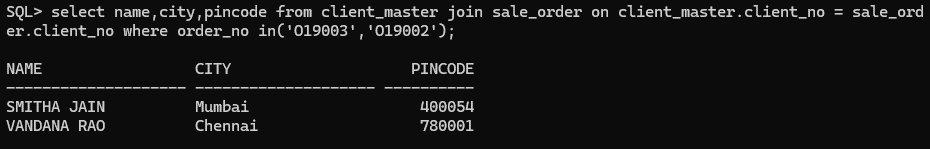 SQL> select name,city,pincode from client_master join sale_order on client_master.client_no = sale_ord
er.client_no where order_no in('O19003','O19002');
NAME                 CITY                    PINCODE
-------------------- -------------------- ----------
SMITHA JAIN          Mumbai                   400054
VANDANA RAO          Chennai                  780001